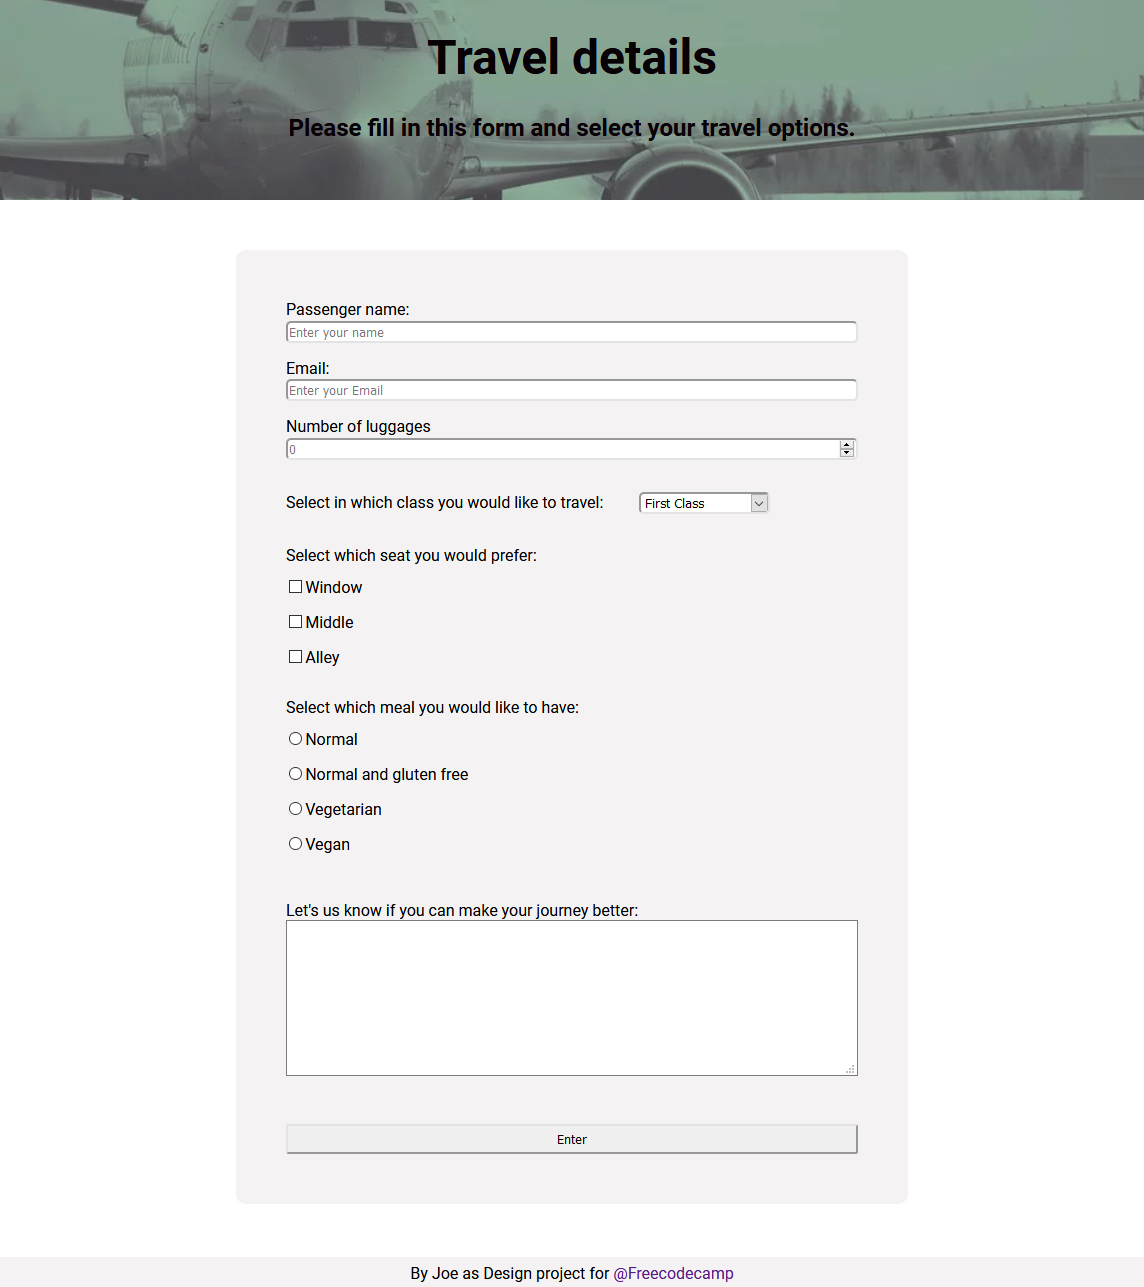 Travel details
Please fill in this form and select your travel options.
Passenger name:
Enter your name
Email:
Enter your Email
Number of luggages
0
Select in which class you would like to travel: First Class
Select which seat you would prefer:
Window
Middle
Alley
Select which meal you would like to have:
Normal
Normal and gluten free
Vegetarian
Vegan
Let's us know if you can make your journey better:
Enter
By Joe as Design project for @Freecodecamp